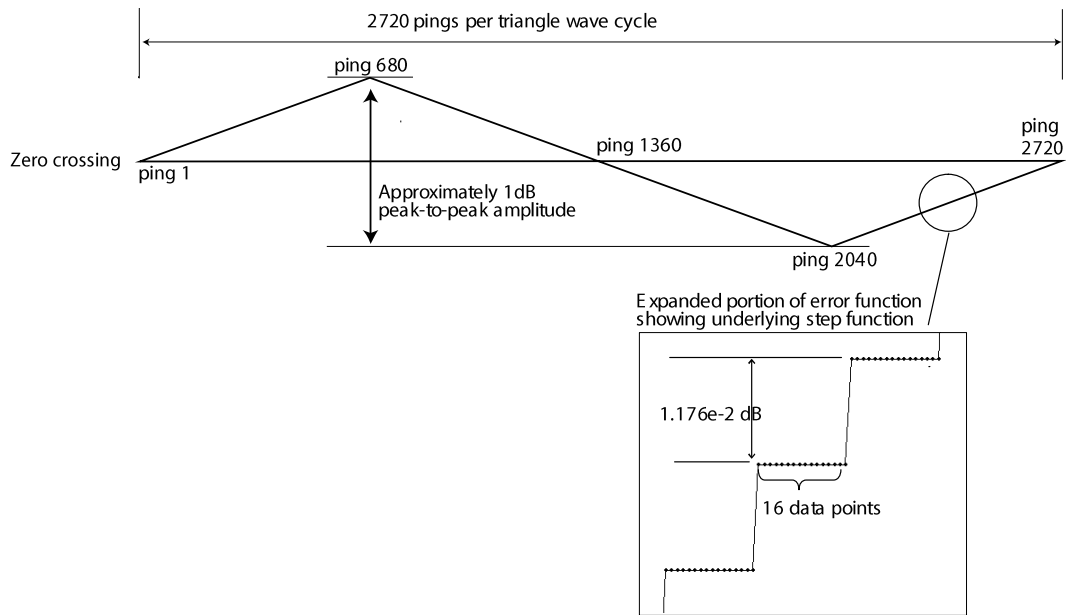 2720 pings per triangle wave cycle
ping 680
Zero crossing
ping 1
ping 1360
ping
2720
Approximately 1dB
peak-to-peak amplitude
ping 2040
Expanded portion of error function
showing underlying step function
1.176e-2 dB
16 data points